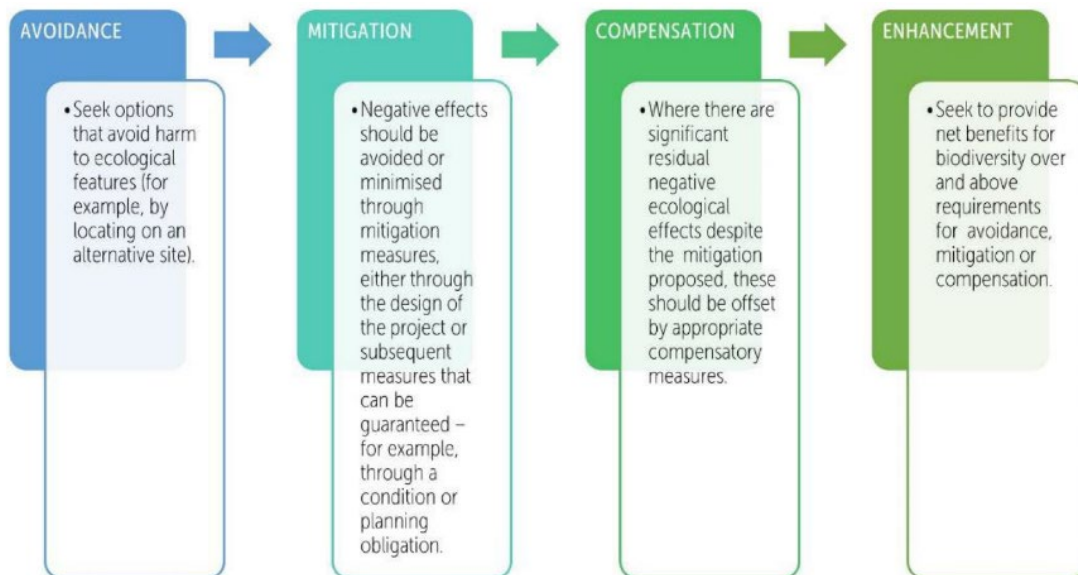 AVOIDANCE
•Seek options
that avoid harm
to ecological
features (for
example, by
locating on an
alternative site).
MITIGATION
•Negative effects
should be
avoided or
minimised
through
mitigation
measures,
either through
the design of
the project or
subsequent
measures that
can be
guaranteed –
for example,
through a
condition or
planning
obligation.
COMPENSATION
•Where there are
significant
residual
negative
ecological
effects despite
the mitigation
proposed, these
should be offset
by appropriate
compensatory
measures.
ENHANCEMENT
•Seek to provide
net benefits for
biodiversity over
and above
requirements
for avoidance,
mitigation or
compensation.